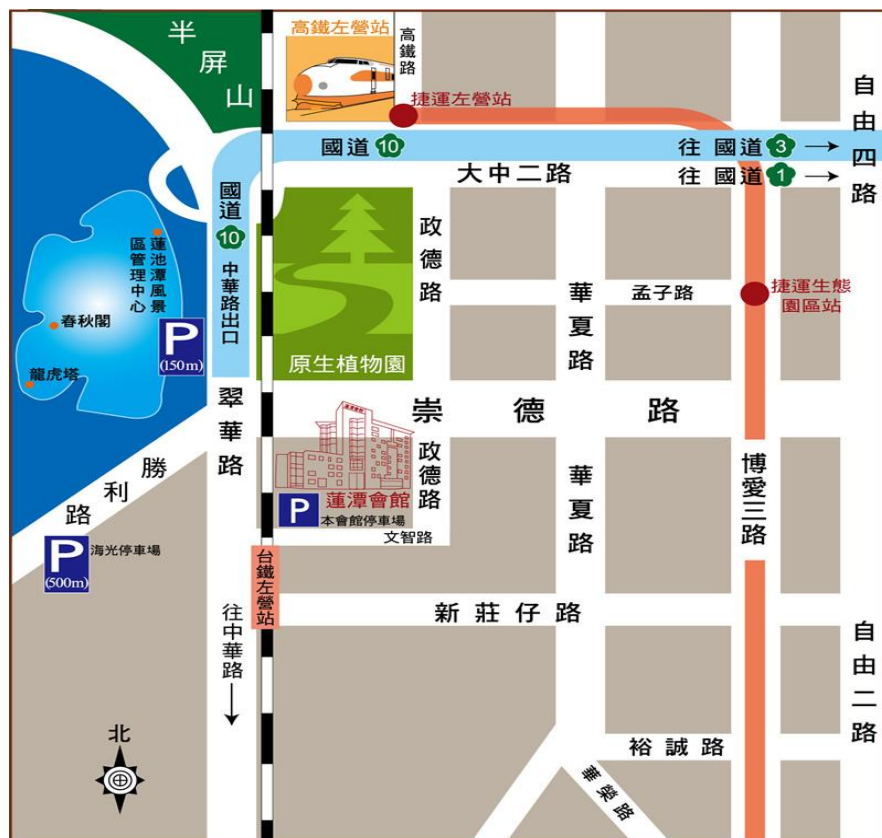 半屏山
高鐵左營站
高鐵路
捷運左營站
自由四路
國道 10
往 國道 3 →
大中二路
往 國道 1 →
國道 10 中華路出口
蓮池潭風景
區管理中心
春秋閣
龍虎塔
P
(150m)
原生植物園
政德路
華夏路
孟子路
捷運生態
園區站
翠華路
崇德路
勝利路
蓮潭會館
蓮潭會館
P
本會館停車場
政德路
華夏路
博愛三路
文智路
P
(500m)
海光停車場
台鐵左營站
新莊仔路
往中華路
自由二路
裕誠路
華榮路
北